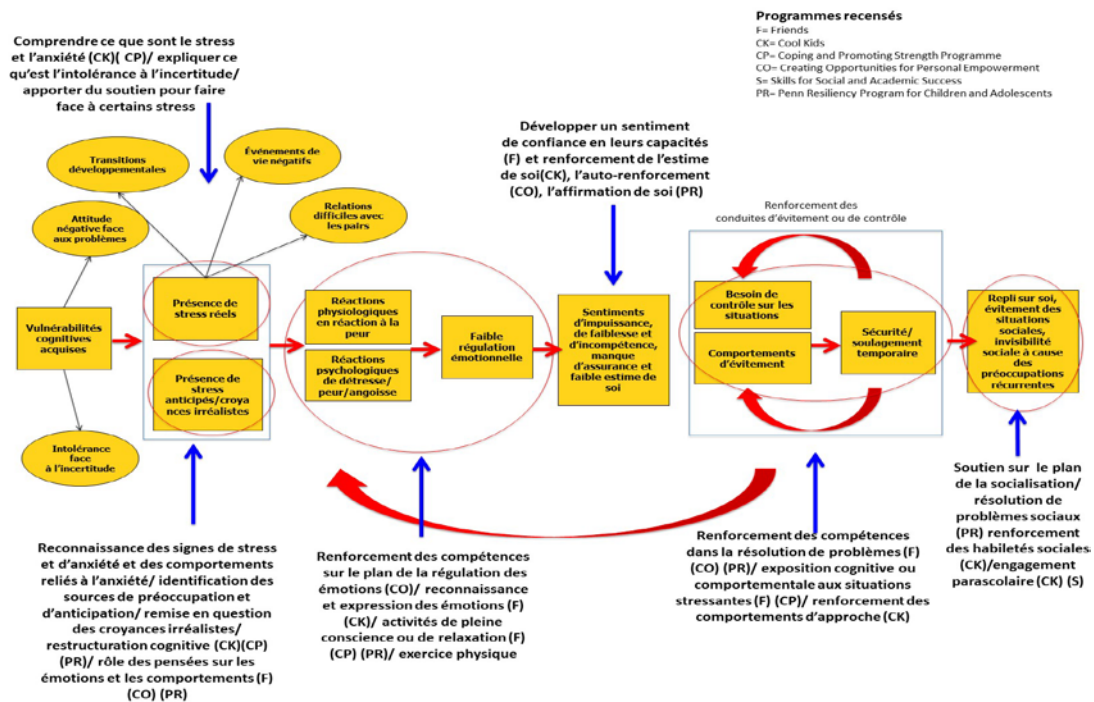 Programmes recensés
F= Friends
CK= Cool Kids
CP= Coping and Promoting Strength Programme
CO= Creating Opportunities for Personal Empowerment
S= Skills for Social and Academic Success
PR= Penn Resiliency Program for Children and Adolescents
Comprendre ce que sont le stress
et l'anxiété (CK)( CP)/ expliquer ce
qu'est l'intolérance à l'incertitude/
apporter du soutien pour faire
face à certains stress
Développer un sentiment
de confiance en leurs capacités
(F) et renforcement de l'estime
de soi(CK), l'auto-renforcement
(CO), l'affirmation de soi (PR)
Transitions
développementales
Événements de
vie négatifs
Attitude
négative face
aux problèmes
Relations
difficiles avec
les pairs
Renforcement des
conduites d'évitement ou de contrôle
Vulnérabilités
cognitives
acquises
Présence de
stress réels
Présence de
stress
anticipés/croya
nces irréalistes
Intolérance
face
à l'incertitude
Réactions
physiologiques
en réaction à la
peur
Réactions
psychologiques
de détresse/
peur/angoisse
Faible
régulation
émotionnelle
Sentiments
d'impuissance,
de faiblesse et
d'incompétence,
manque
d'assurance et
faible estime de
soi
Besoin de
contrôle sur les
situations
Comportements
d'évitement
Sécurité/
soulagement
temporaire
Repli sur soi,
évitement des
situations
sociales,
invisibilité
sociale à cause
des
préoccupations
récurrentes
Reconnaissance des signes de stress
et d'anxiété et des comportements
reliés à l'anxiété/ identification des
sources de préoccupation et
d'anticipation/ remise en question
des croyances irréalistes/
restructuration cognitive (CK)(CP)
(PR)/ rôle des pensées sur les
émotions et les comportements (F)
(CO) (PR)
Renforcement des compétences
sur le plan de la régulation des
émotions (CO)/ reconnaissance
et expression des émotions (F)
(CK)/ activités de pleine
conscience ou de relaxation (F)
(CP) (PR)/ exercice physique
Renforcement des compétences
dans la résolution de problèmes (F)
(CO) (PR)/ exposition cognitive ou
comportementale aux situations
stressantes (F) (CP)/ renforcement des
comportements d'approche (CK)
Soutien sur le plan
de la socialisation/
résolution de
problèmes sociaux
(PR) renforcement
des habiletés sociales
(CK)/engagement
parascolaire (CK) (S)